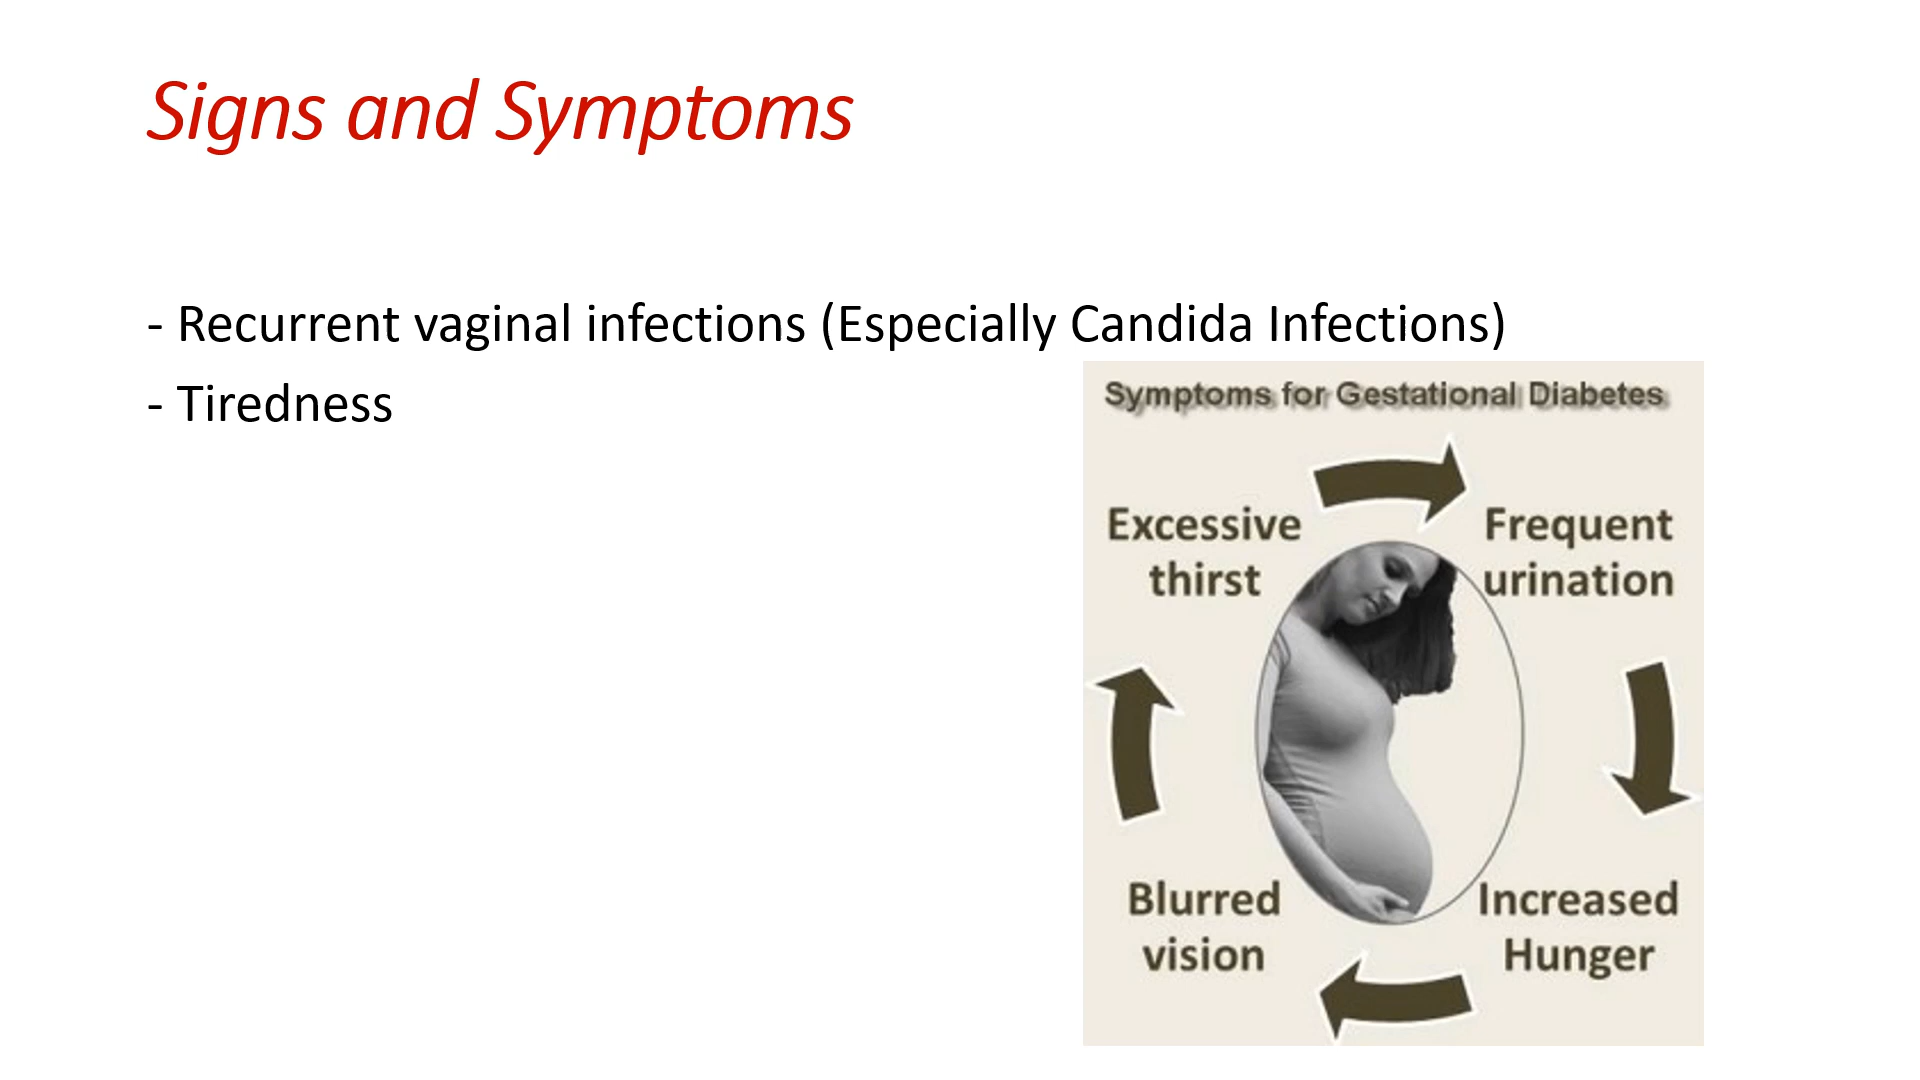 Signs and Symptoms
- Recurrent vaginal infections (Especially Candida Infections)
- Tiredness
Symptoms for Gestational Diabetes
Excessive
thirst
Frequent
urination
Blurred
vision
Increased
Hunger